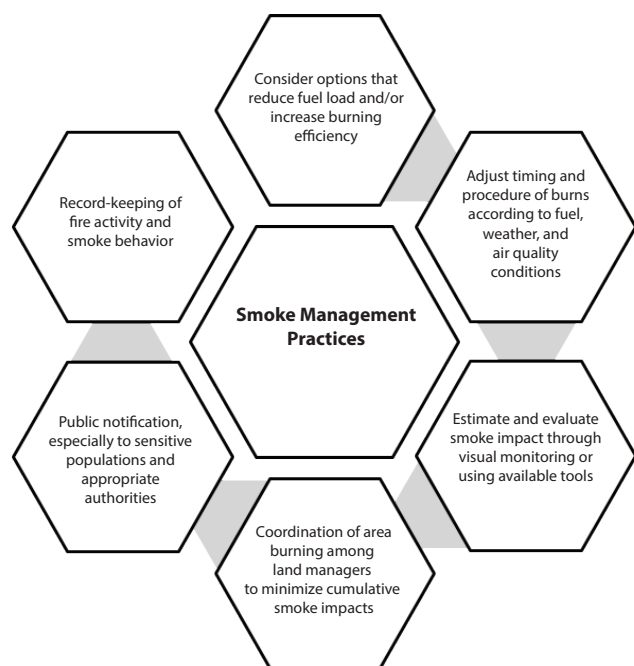 Consider options that
reduce fuel load and/or
increase burning
efficiency
Adjust timing and
procedure of burns
according to fuel,
weather, and
air quality
conditions
Estimate and evaluate
smoke impact through
visual monitoring or
using available tools
Coordination of area
burning among
land managers
to minimize cumulative
smoke impacts
Public notification,
especially to sensitive
populations and
appropriate
authorities
Record-keeping of
fire activity and
smoke behavior
Smoke Management
Practices